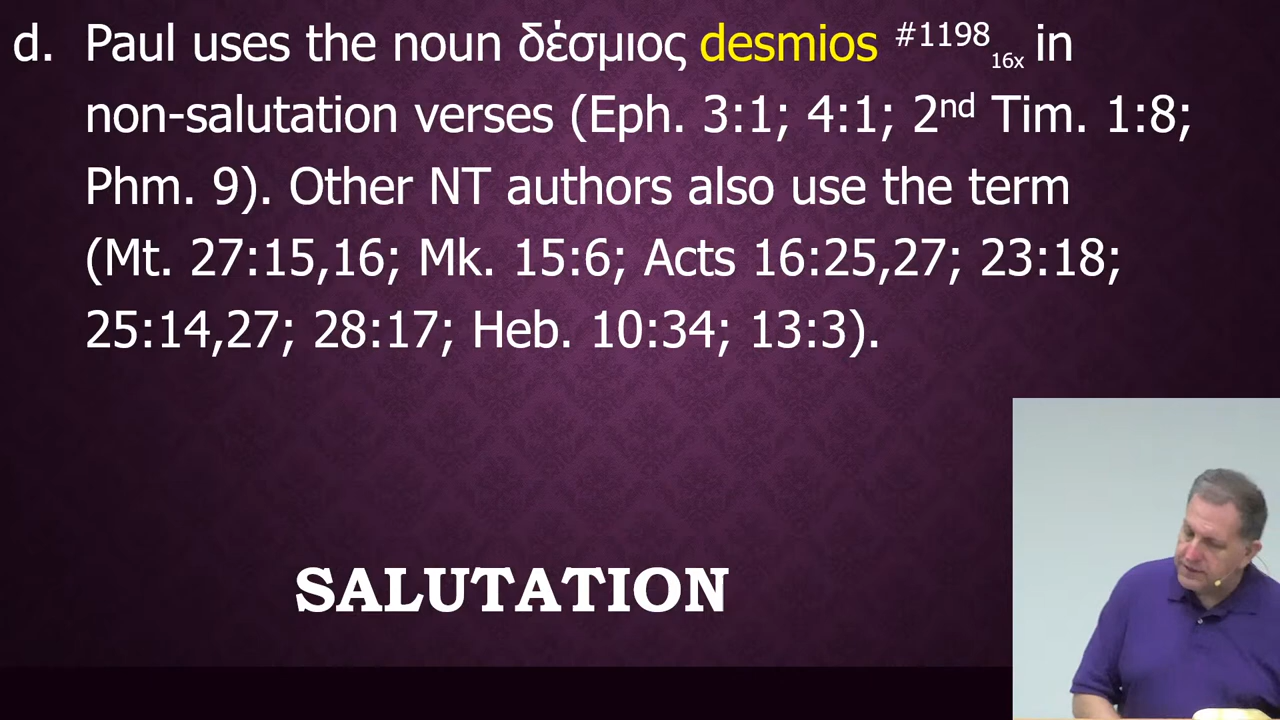 d. Paul uses the noun δέσμιος desmios #1198 16x in
non-salutation verses (Eph. 3:1; 4:1; 2nd Tim. 1:8;
Phm. 9). Other NT authors also use the term
(Mt. 27:15,16; Mk. 15:6; Acts 16:25,27; 23:18;
25:14,27; 28:17; Heb. 10:34; 13:3).
SALUTATION